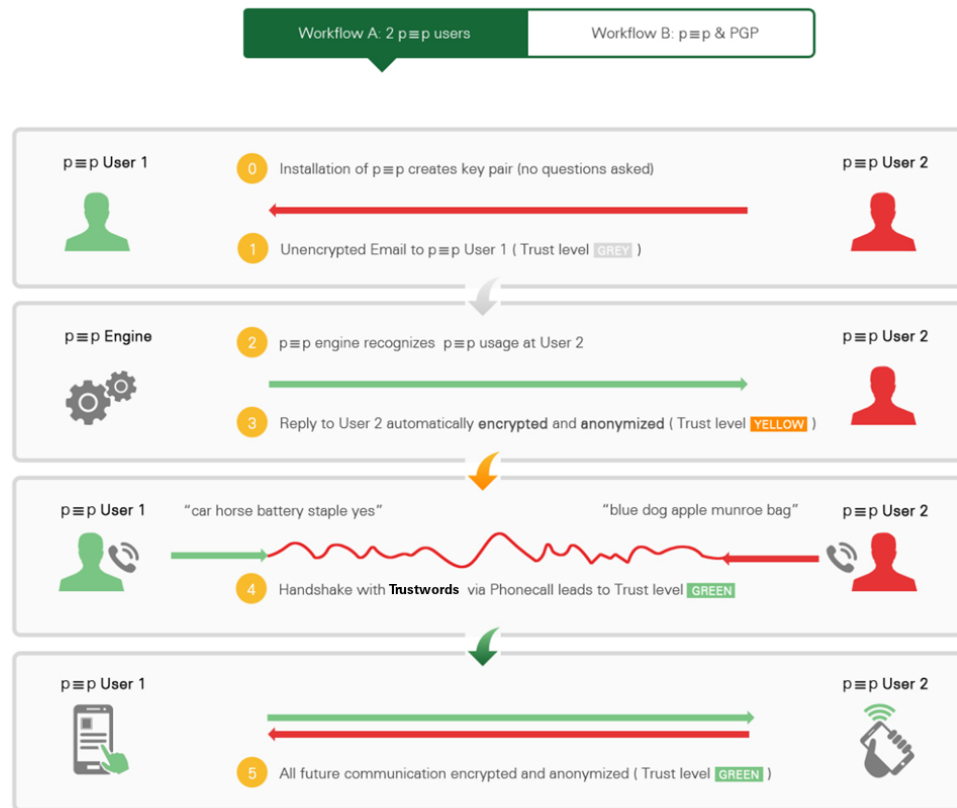 Workflow A: 2 p≡p users
Workflow B: p≡p & PGP
p≡p User 1
0 Installation of p≡p creates key pair (no questions asked)
p≡p User 2
1 Unencrypted Email to p≡p User 1 ( Trust level GREY )
p≡p Engine
2 p≡p engine recognizes p≡p usage at User 2
p≡p User 2
3 Reply to User 2 automatically encrypted and anonymized ( Trust level YELLOW )
p≡p User 1
“car horse battery staple yes”
“blue dog apple munroe bag”
p≡p User 2
4 Handshake with Trustwords via Phonecall leads to Trust level GREEN
p≡p User 1
p≡p User 2
5 All future communication encrypted and anonymized ( Trust level GREEN )